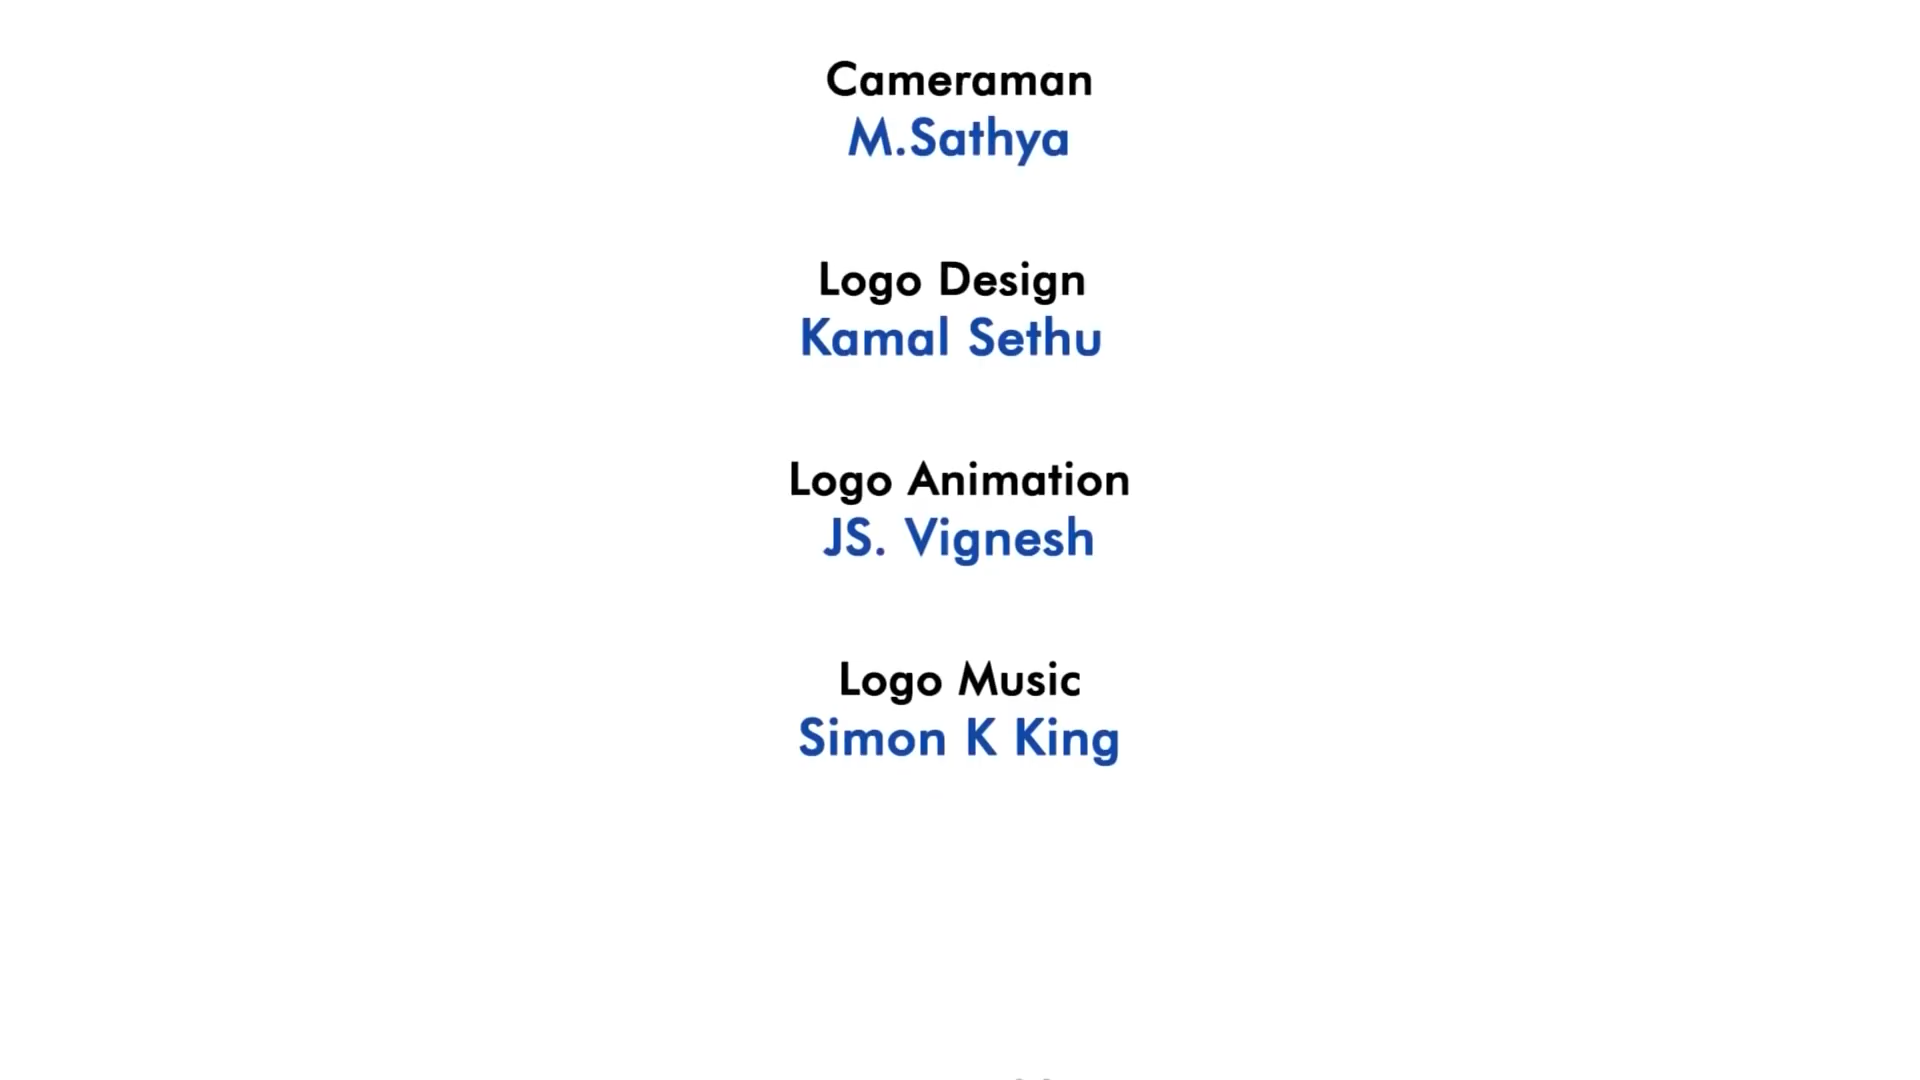 Cameraman
M.Sathya
Logo Design
Kamal Sethu
Logo Animation
JS. Vignesh
Logo Music
Simon K King